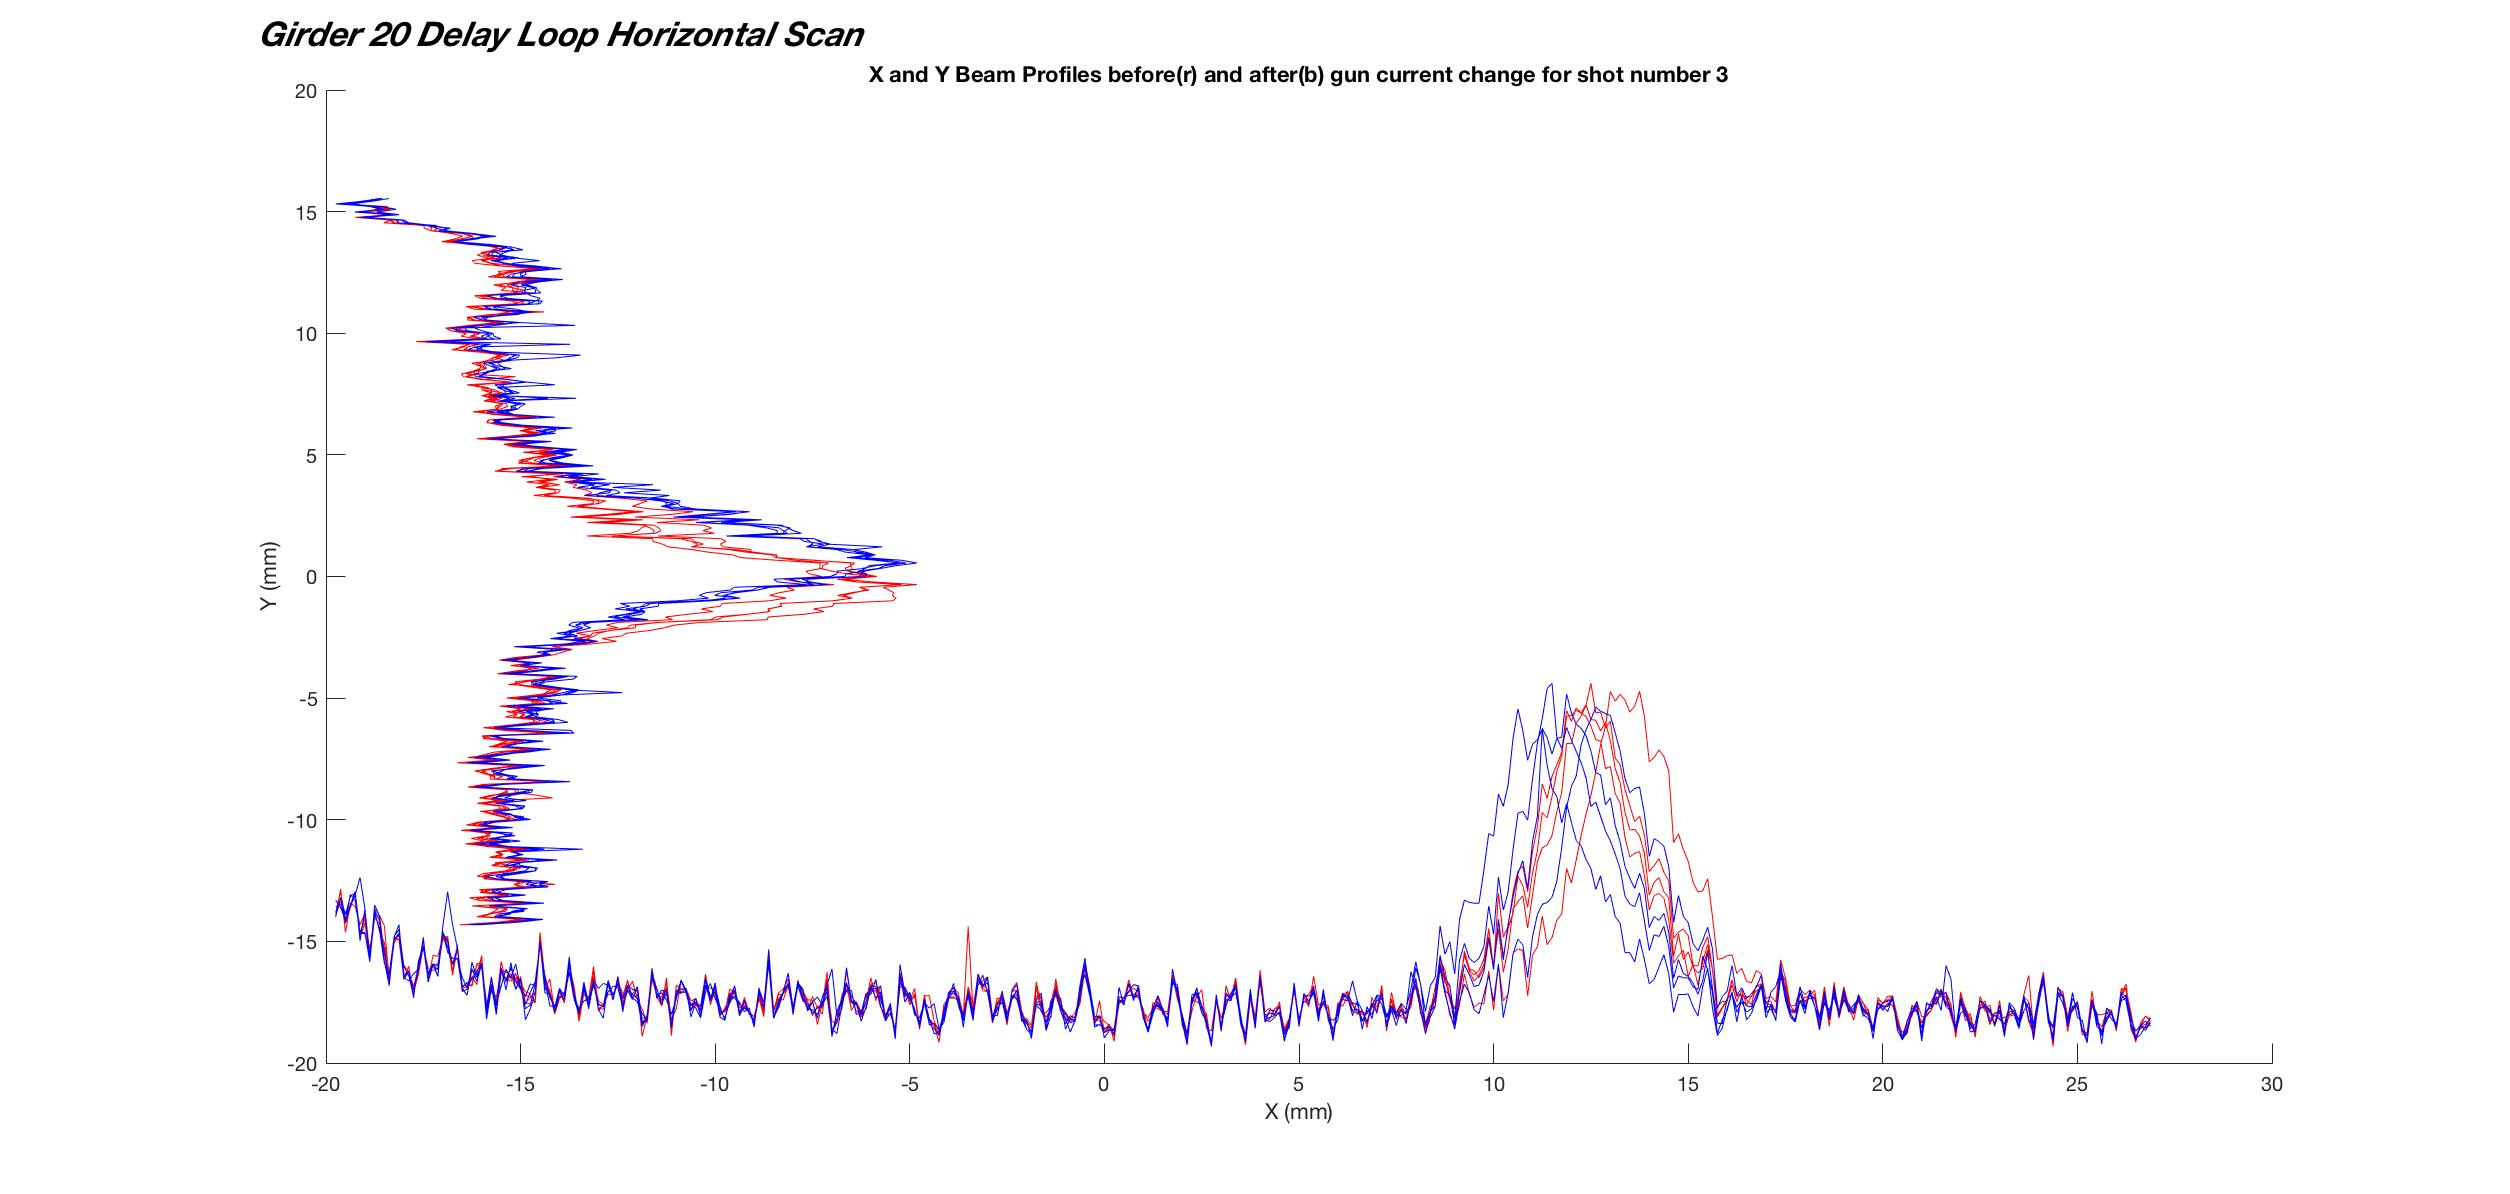 Girder 20 Delay Loop Horizontal Scan
X and Y Beam Profiles before(r) and after(b) gun current change for shot number 3
20
15
10
5
0
-5
-10
-15
-20
Y (mm)
-20 -15 -10 -5 0 5 10 15 20 25 30
X (mm)